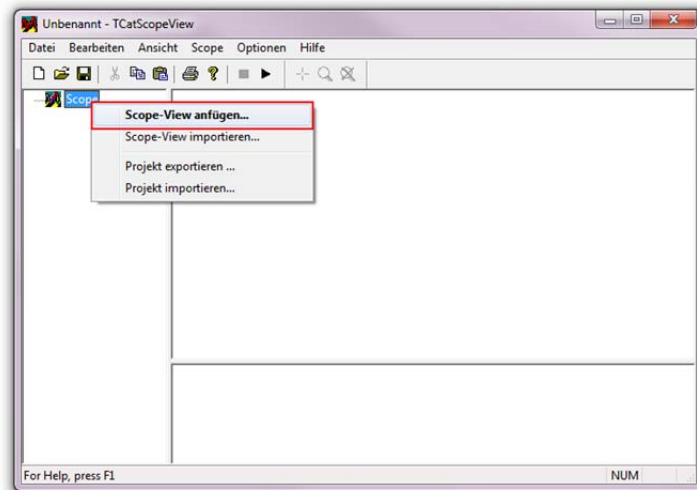 Unbenannt - TCatScopeView
Datei Bearbeiten Ansicht Scope Optionen Hilfe
Scope
Scope-View anfügen...
Scope-View importieren...
Projekt exportieren ...
Projekt importieren...
For Help, press F1 NUM